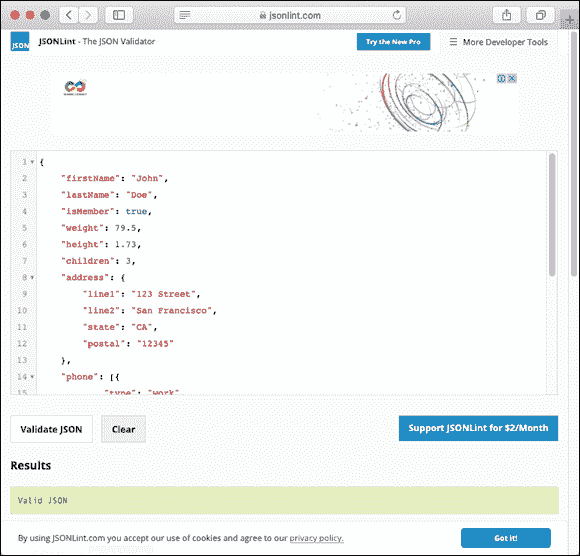 jsonlint.com
JSON
JSONLint - The JSON Validator
Try the New Pro
More Developer Tools
1 {
2 "firstName": "John",
3 "lastName": "Doe",
4 "isMember": true,
5 "weight": 79.5,
6 "height": 1.73,
7 "children": 3,
8 "address": {
9 "line1": "123 Street",
10 "line2": "San Francisco",
11 "state": "CA",
12 "postal": "12345"
13 },
14 "phone": [{
15 "type": "work",
Validate JSON
Clear
Support JSONLint for $2/Month
Results
Valid JSON
By using JSONLint.com you accept our use of cookies and agree to our privacy policy.
Got it!